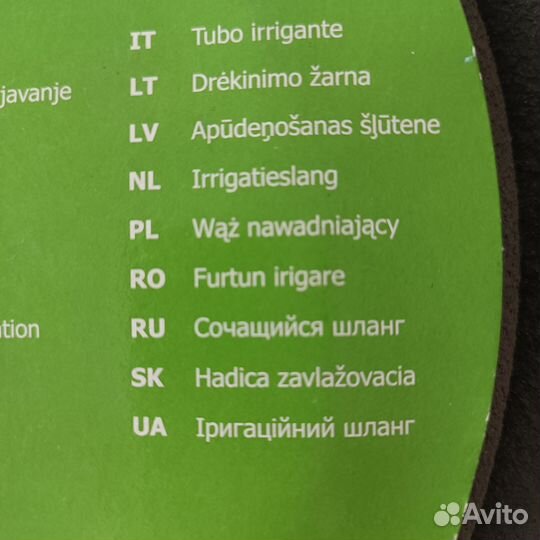 IT Tubo irrigante
javanje
LT Drėkinimo žarna
LV Apūdeņošanas šļūtene
NL Irrigatieslang
PL Wąż nawadniający
RO Furtun irigare
ation
RU Сочащийся шланг
SK Hadica zavlažovacia
UA Іригаційний шланг
Avito